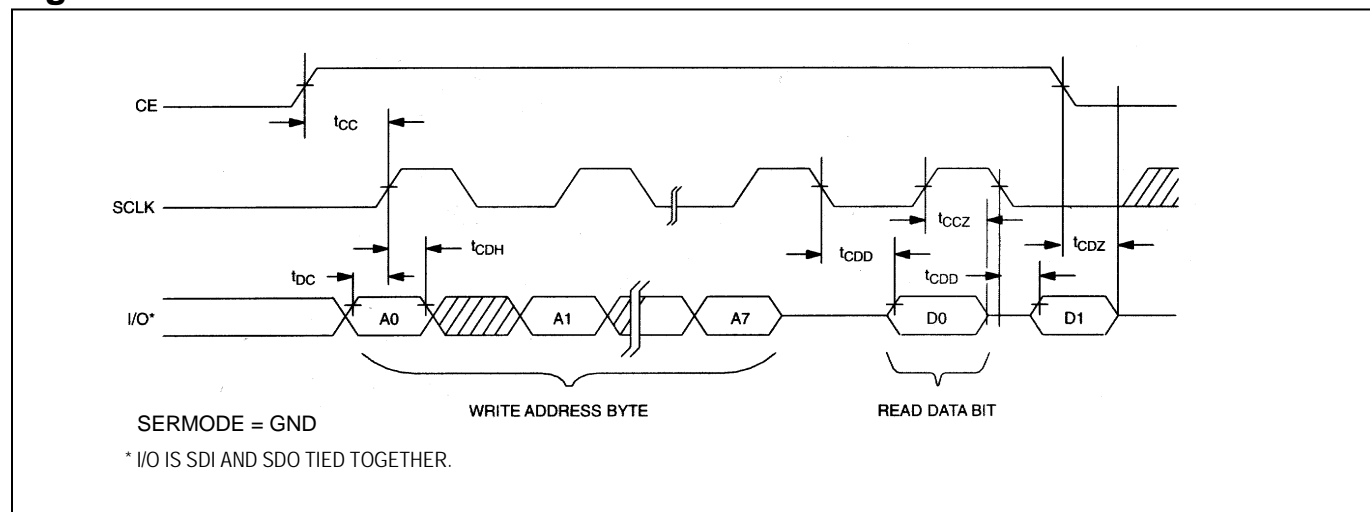 CE
tCC
SCLK
tCCZ
tCDZ
tCDH
tCDD
tDC
tCDD
I/O*
A0
A1
A7
D0
D1
WRITE ADDRESS BYTE
READ DATA BIT
SERMODE = GND
* I/O IS SDI AND SDO TIED TOGETHER.